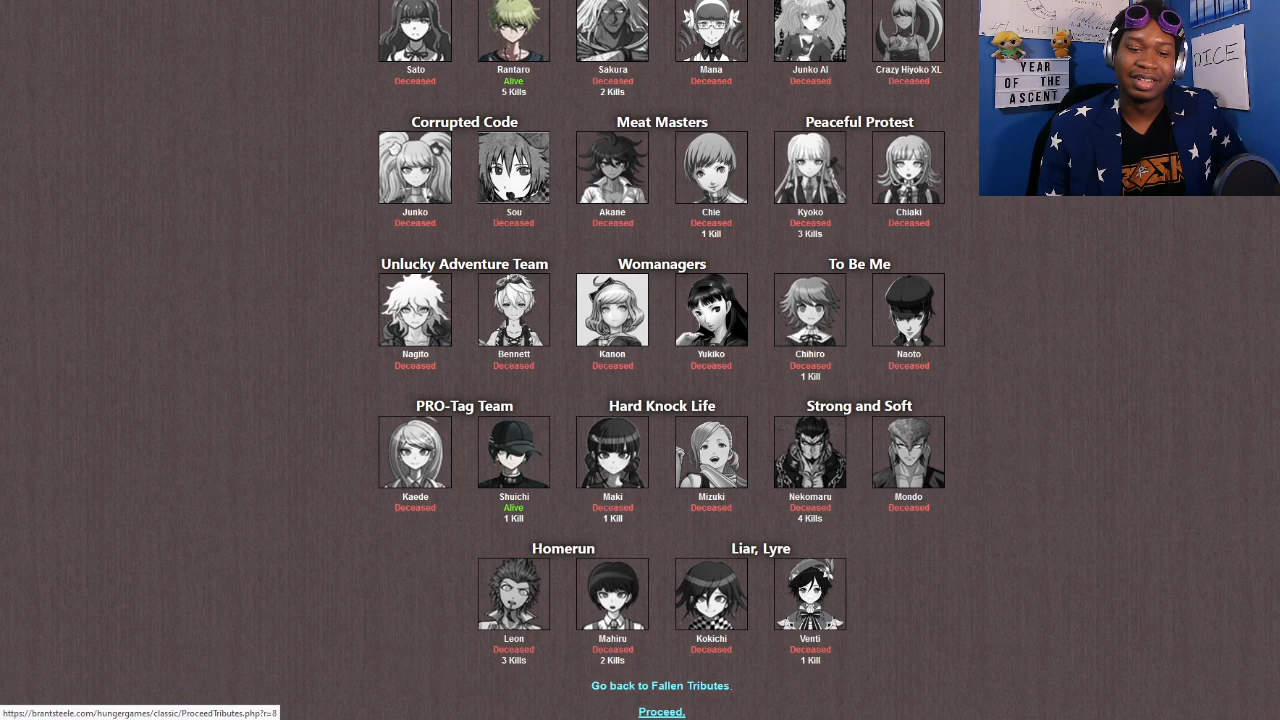 Sato Rantaro Sakura Mana Junko AI Crazy Hiyoko XL
Deceased Alive Deceased Deceased Deceased Deceased
5 Kills 2 Kills
Corrupted Code Meat Masters Peaceful Protest
Junko Sou Akane Chie Kyoko Chiaki
Deceased Deceased Deceased Deceased Deceased Deceased
1 Kill 3 Kills
Unlucky Adventure Team Womanagers To Be Me
Nagito Bennett Kanon Yukiko Chihiro Naoto
Deceased Deceased Deceased Deceased Deceased Deceased
1 Kill
PRO-Tag Team Hard Knock Life Strong and Soft
Kaede Shuichi Maki Mizuki Nekomaru Mondo
Deceased Alive Deceased Deceased Deceased Deceased
1 Kill 1 Kill 4 Kills
Homerun Liar, Lyre
Leon Mahiru Kokichi Venti
Deceased Deceased Deceased Deceased
3 Kills 2 Kills 1 Kill
Go back to Fallen Tributes.
Proceed.
https://brantsteele.com/hungergames/classic/ProceedTributes.php?r=8
YEAR
OF THE
ASCENT
DICE